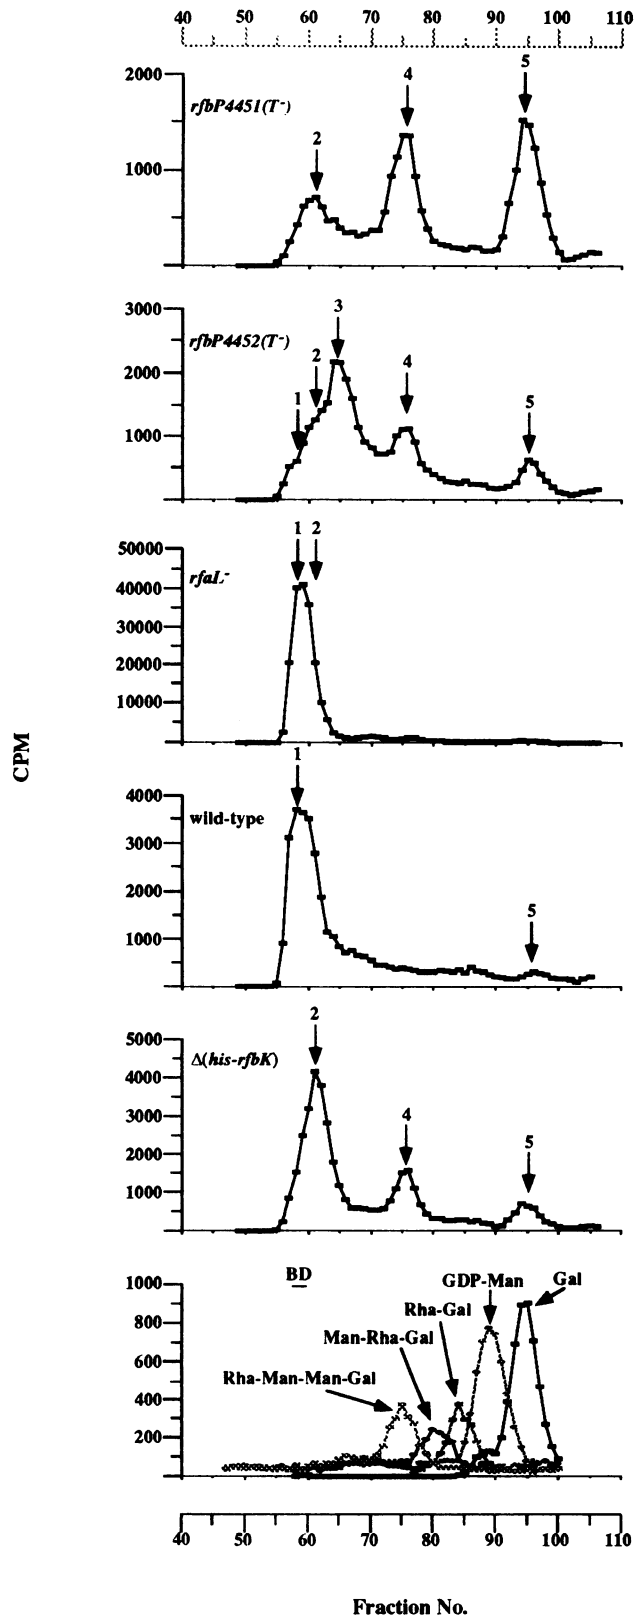 40 50 60 70 80 90 100 110
2000
1000
rfbP4451(T-)
2
4
5
3000
2000
1000
rfbP4452(T-)
1
2
3
4
5
50000
40000
30000
20000
10000
rfaL-
1 2
CPM
4000
3000
2000
1000
wild-type
1
5
5000
4000
3000
2000
1000
Δ(his-rfbK)
2
4
5
1000
800
600
400
200
BD
GDP-Man
Gal
Rha-Gal
Man-Rha-Gal
Rha-Man-Man-Gal
40 50 60 70 80 90 100 110
Fraction No.